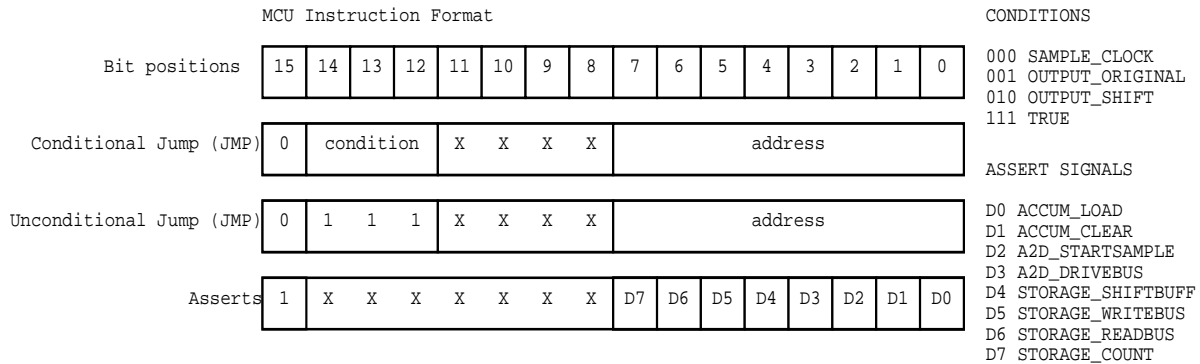 MCU Instruction Format
Bit positions 15 14 13 12 11 10 9 8 7 6 5 4 3 2 1 0
Conditional Jump (JMP) 0 condition X X X X address
Unconditional Jump (JMP) 0 1 1 1 X X X X address
Asserts 1 X X X X X X X D7 D6 D5 D4 D3 D2 D1 D0
CONDITIONS
000 SAMPLE_CLOCK
001 OUTPUT_ORIGINAL
010 OUTPUT_SHIFT
111 TRUE
ASSERT SIGNALS
D0 ACCUM_LOAD
D1 ACCUM_CLEAR
D2 A2D_STARTSAMPLE
D3 A2D_DRIVEBUS
D4 STORAGE_SHIFTBUFF
D5 STORAGE_WRITEBUS
D6 STORAGE_READBUS
D7 STORAGE_COUNT